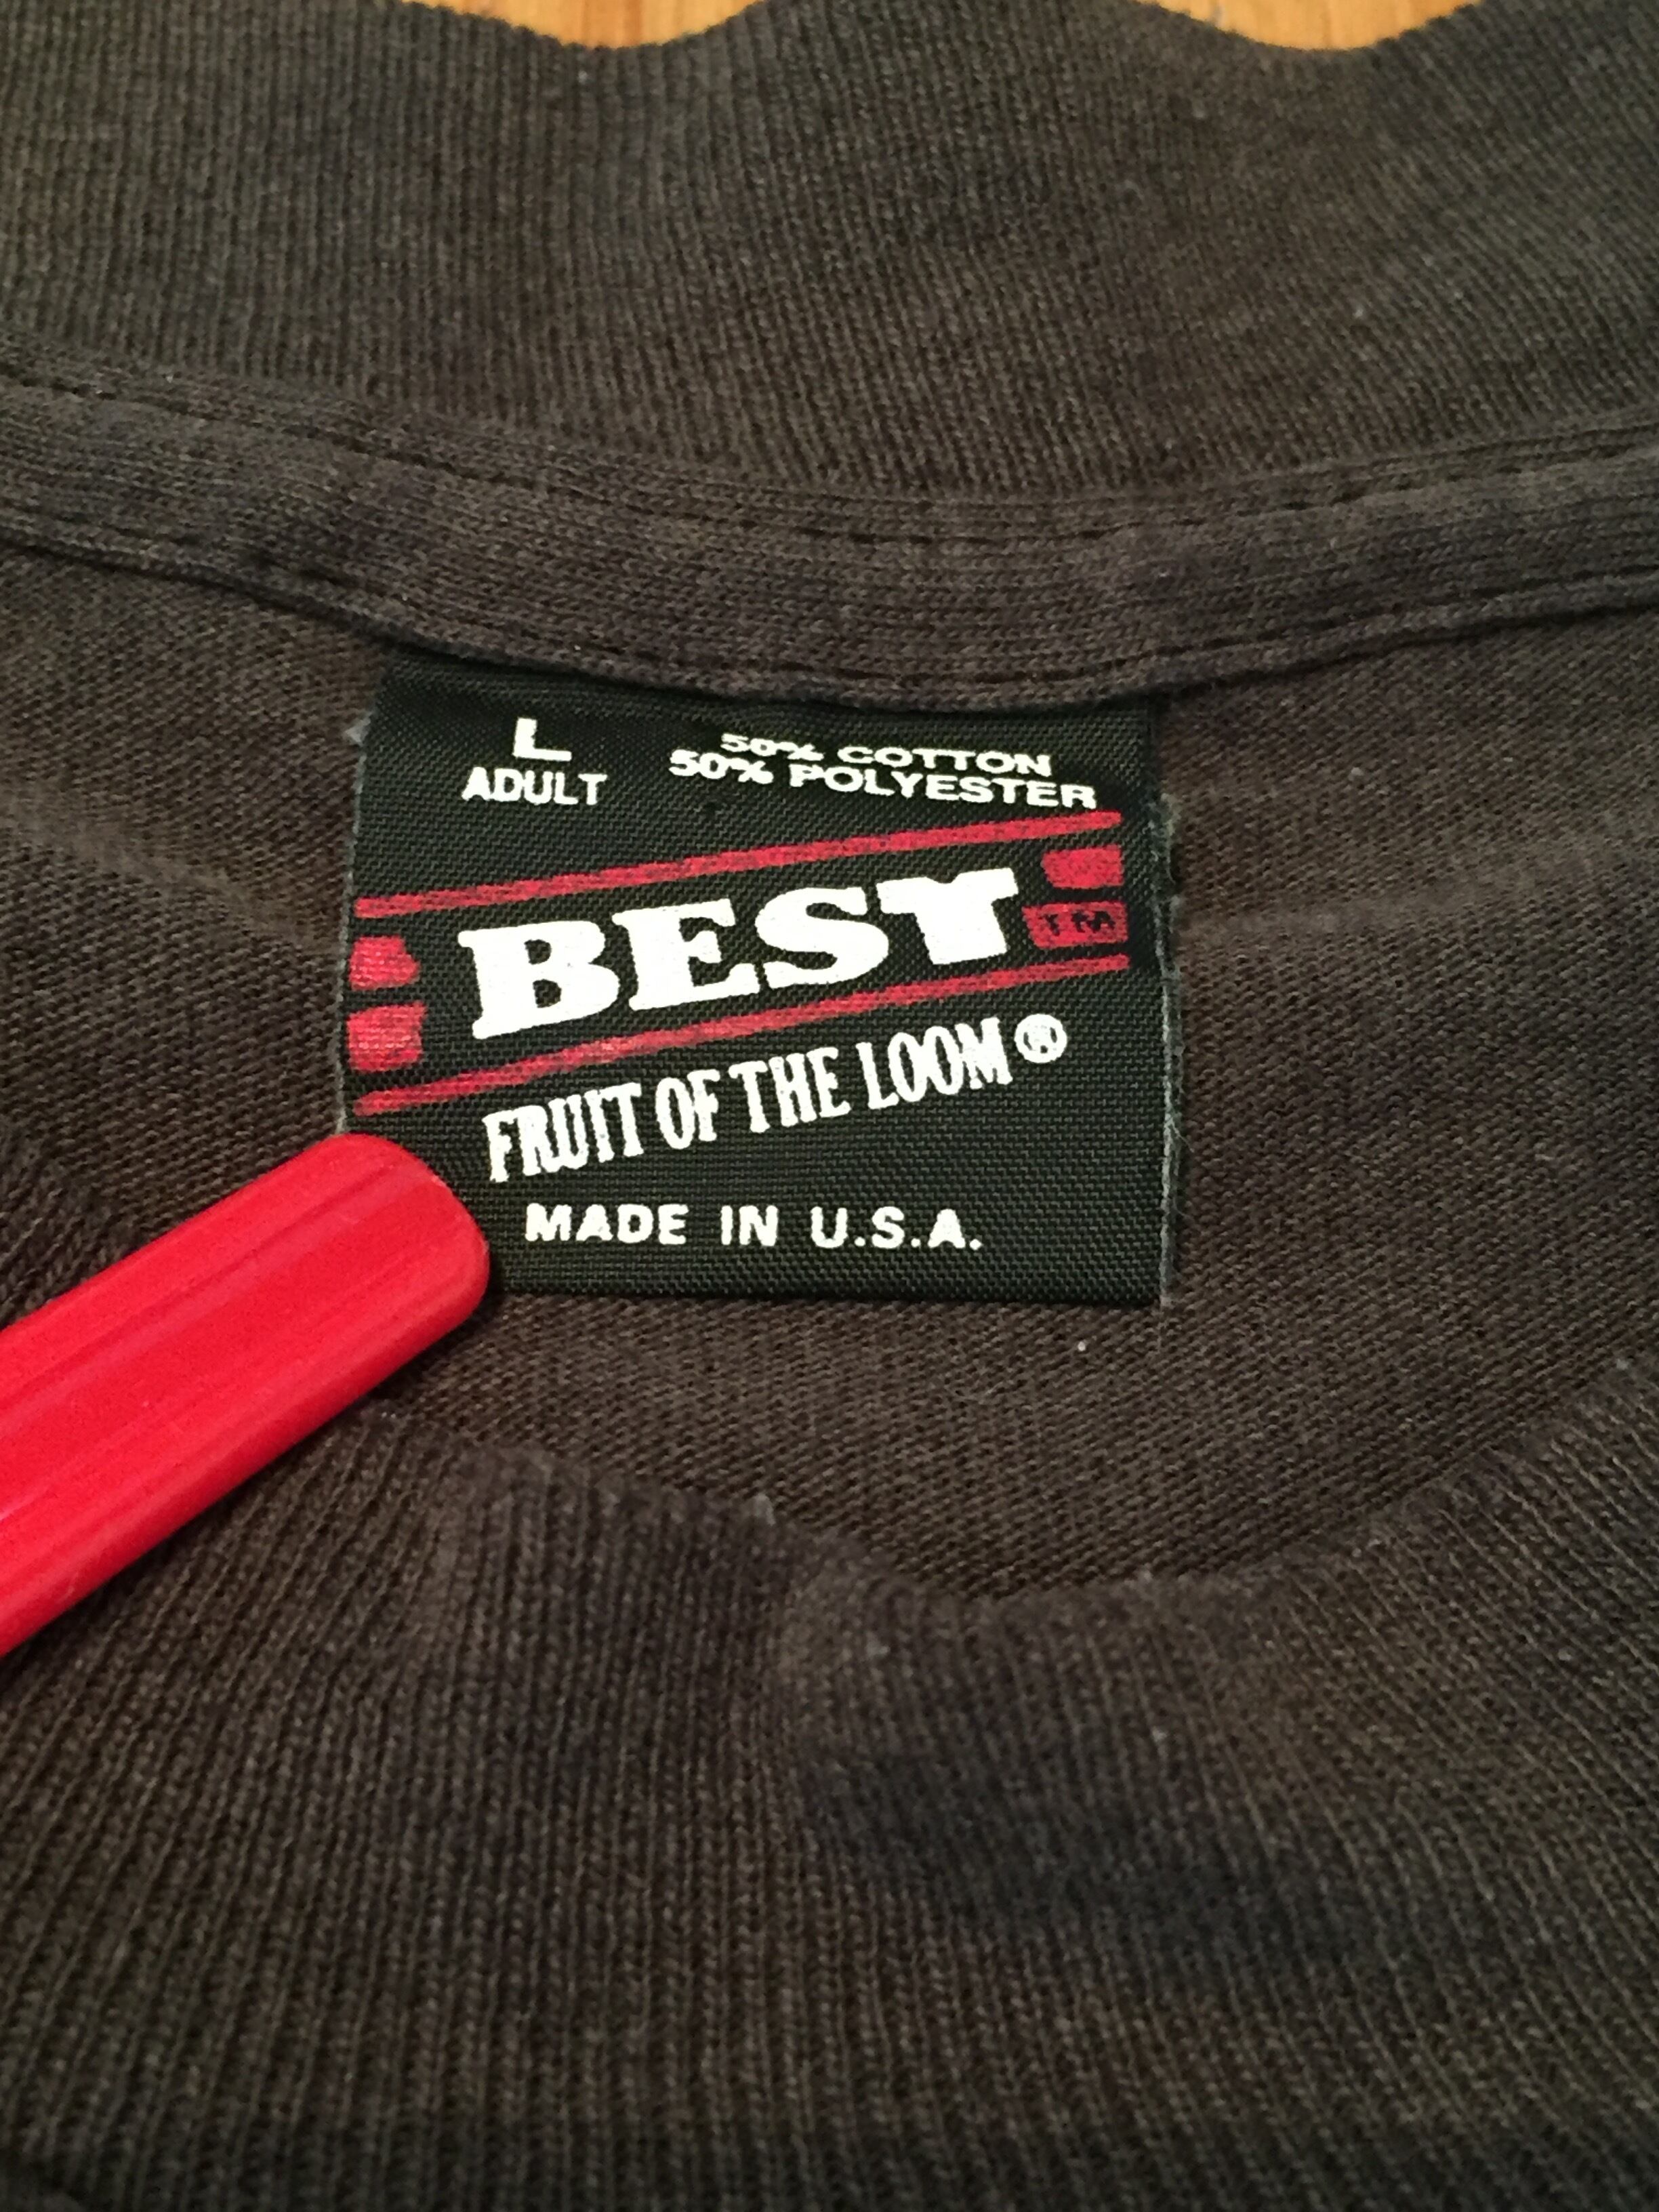 L
ADULT
50% COTTON
50% POLYESTER
BEST
TM
FRUIT OF THE LOOM®
MADE IN U.S.A.